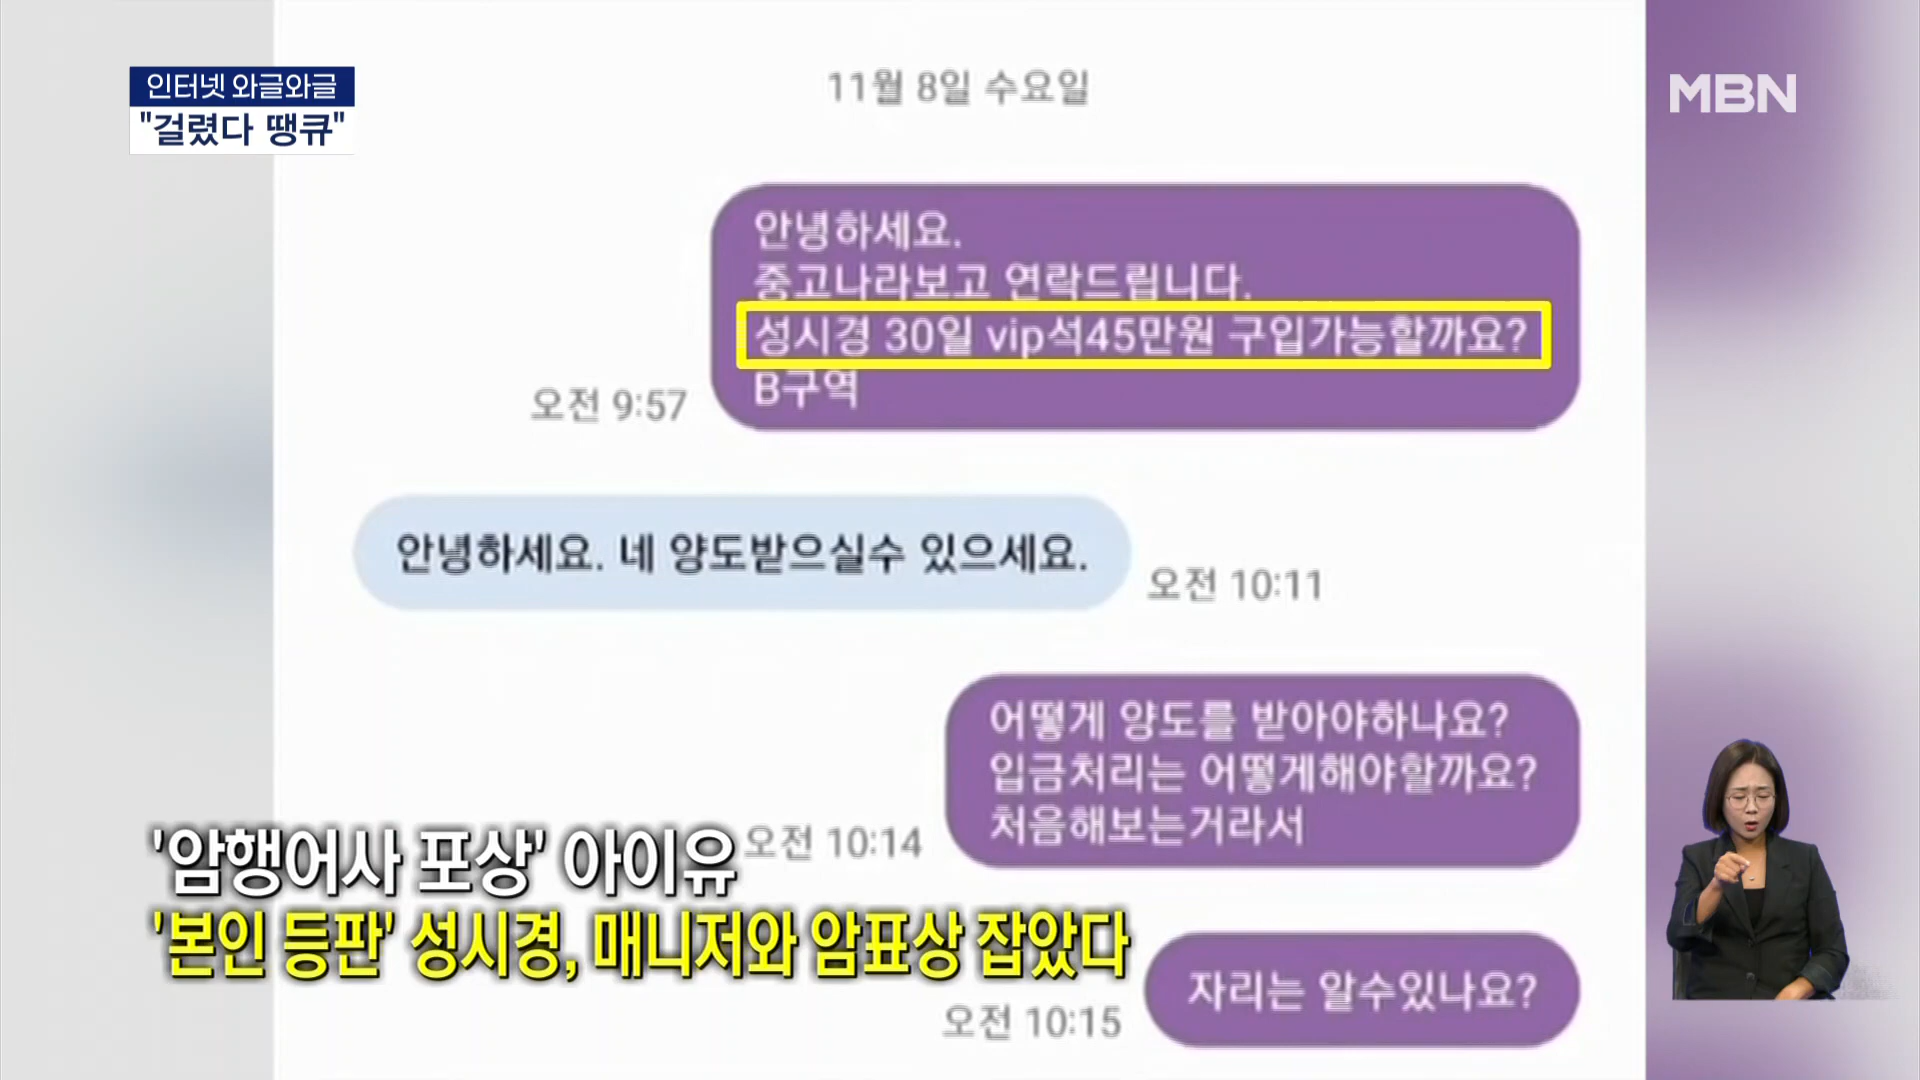 인터넷 와글와글
"걸렸다 땡큐"
MBN
11월 8일 수요일
안녕하세요.
중고나라보고 연락드립니다.
성시경 30일 vip석45만원 구입가능할까요?
B구역
오전 9:57
안녕하세요. 네 양도받으실수 있으세요.
오전 10:11
어떻게 양도를 받아야하나요?
입금처리는 어떻게해야할까요?
처음해보는거라서
오전 10:14
'암행어사 포상' 아이유
'본인 등판' 성시경, 매니저와 암표상 잡았다
자리는 알수있나요?
오전 10:15